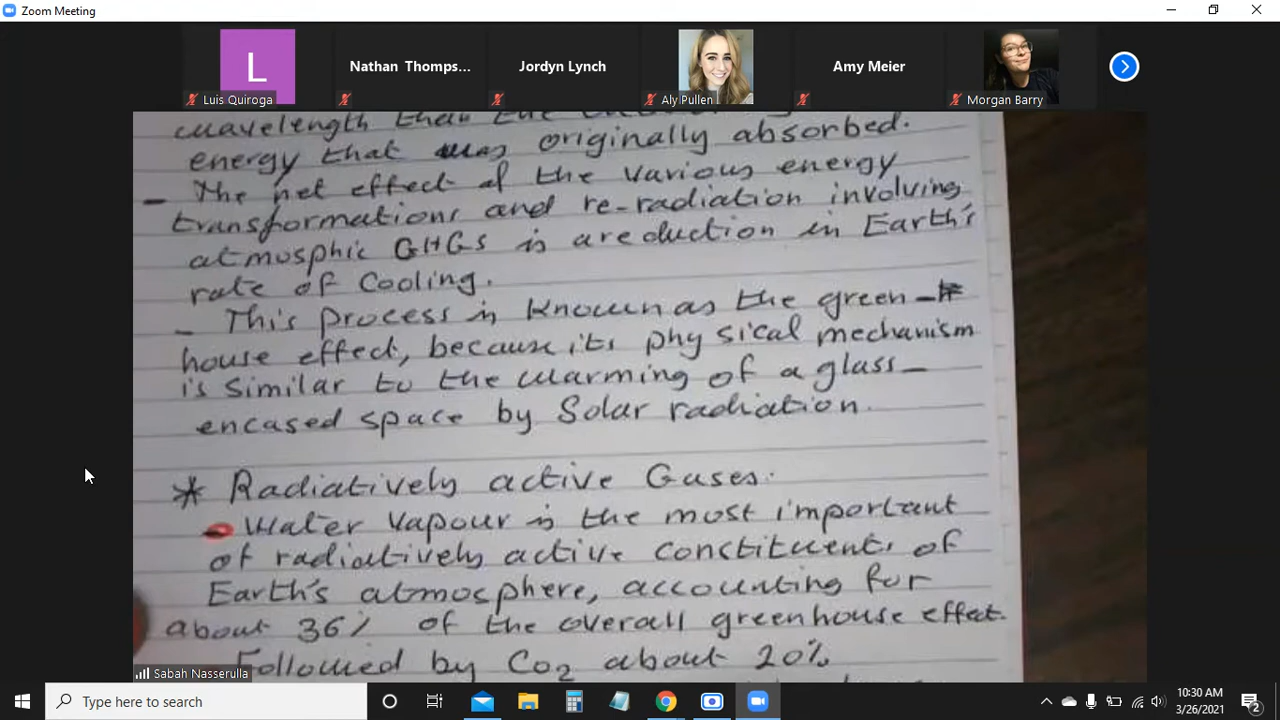 Zoom Meeting
L
Luis Quiroga
Nathan Thomps...
Jordyn Lynch
Aly Pullen
Amy Meier
Morgan Barry
wavelength than the
energy that was originally absorbed.
- The net effect of the various energy
transformations and re-radiation involving
atmosphic GHGs is a reduction in Earth's
rate of Cooling.
- This process is known as the green-
house effect, because its physical mechanism
is similar to the warming of a glass-
encased space by Solar radiation.
* Radiatively active Gases.
- Water Vapour is the most important
of radiatively active constituents of
Earth's atmosphere, accounting for
about 36% of the overall greenhouse effect.
Followed by CO2 about 20%
Sabah Nasserulla
Type here to search
10:30 AM
3/26/2021
2